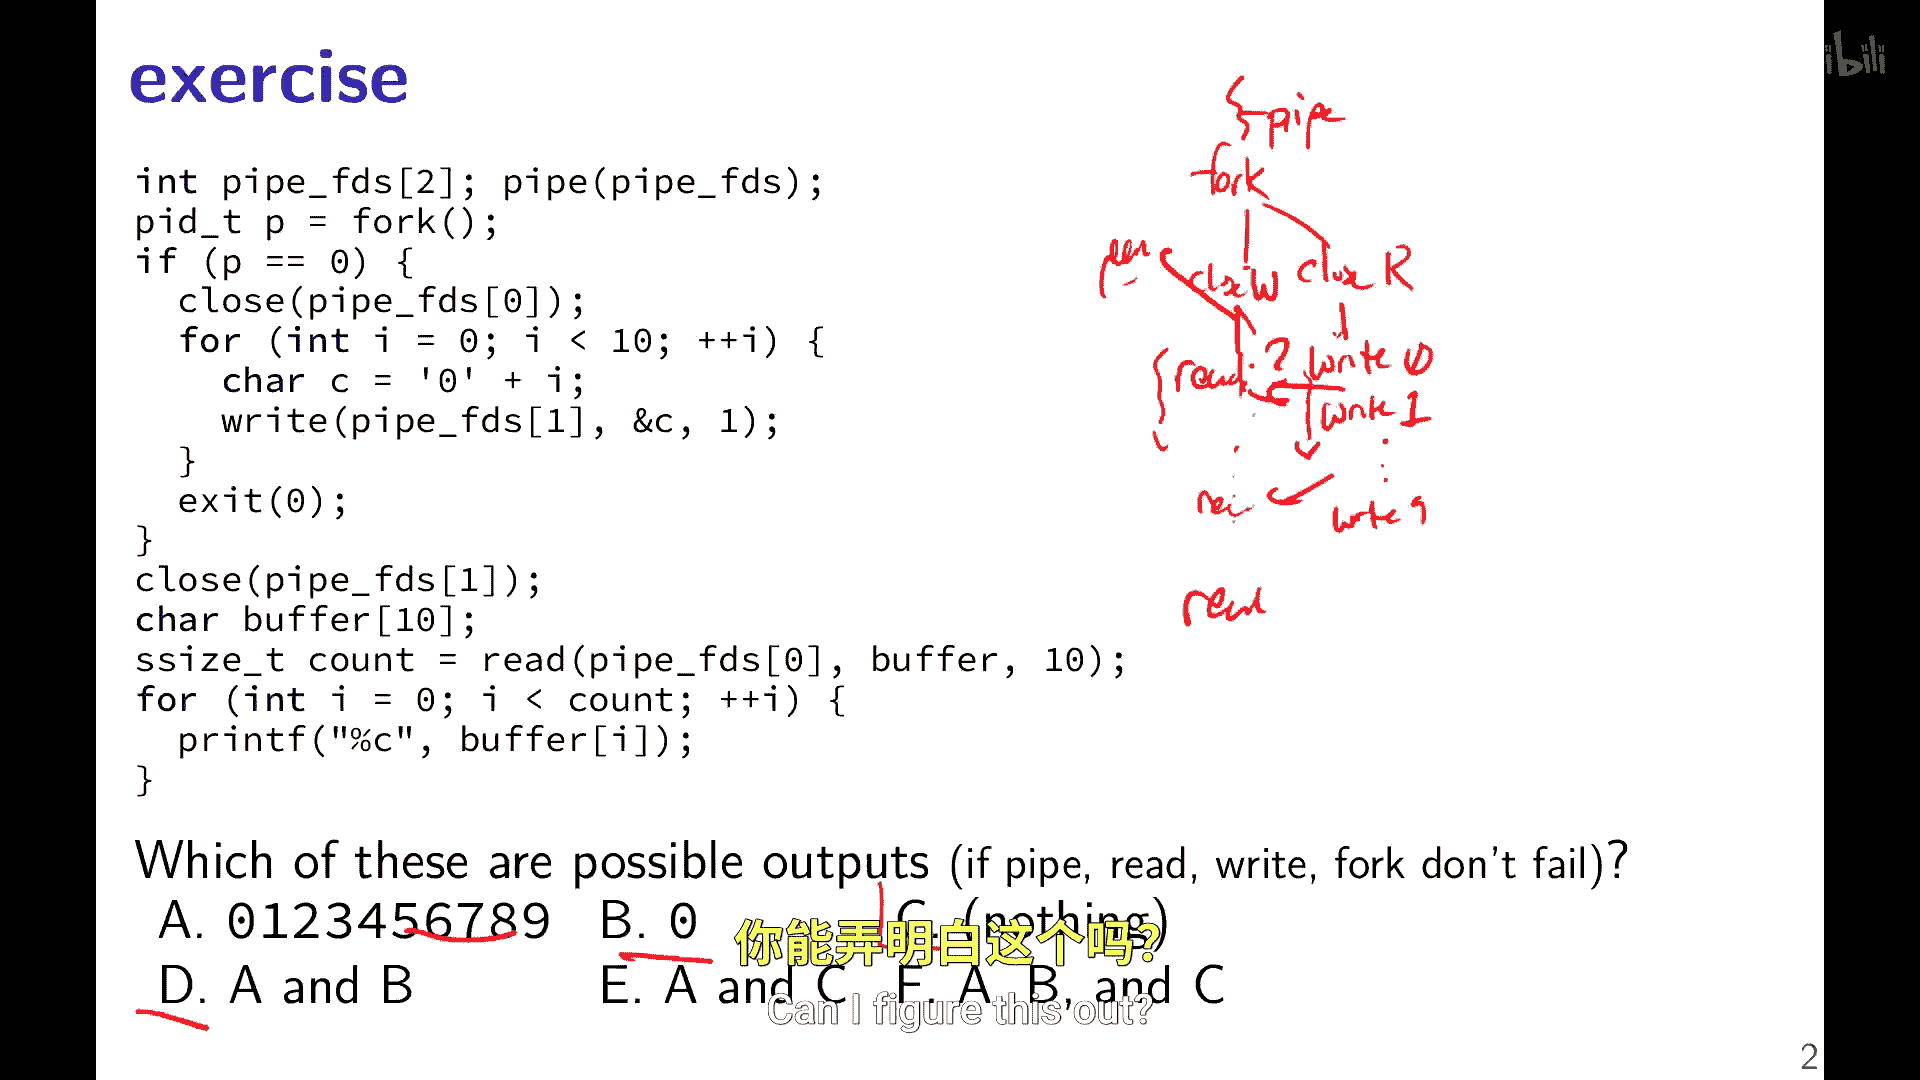 exercise
int pipe_fds[2]; pipe(pipe_fds);
pid_t p = fork();
if (p == 0) {
  close(pipe_fds[0]);
  for (int i = 0; i < 10; ++i) {
    char c = '0' + i;
    write(pipe_fds[1], &c, 1);
  }
  exit(0);
}
close(pipe_fds[1]);
char buffer[10];
ssize_t count = read(pipe_fds[0], buffer, 10);
for (int i = 0; i < count; ++i) {
  printf("%c", buffer[i]);
}
pipe
fork
close W close R
read ? write 0
write 1
write 9
read
Which of these are possible outputs (if pipe, read, write, fork don't fail)?
A. 0123456789 B. 0 C. (nothing)
你能弄明白这个吗?
D. A and B E. A and C F. A, B, and C
Can I figure this out?
2